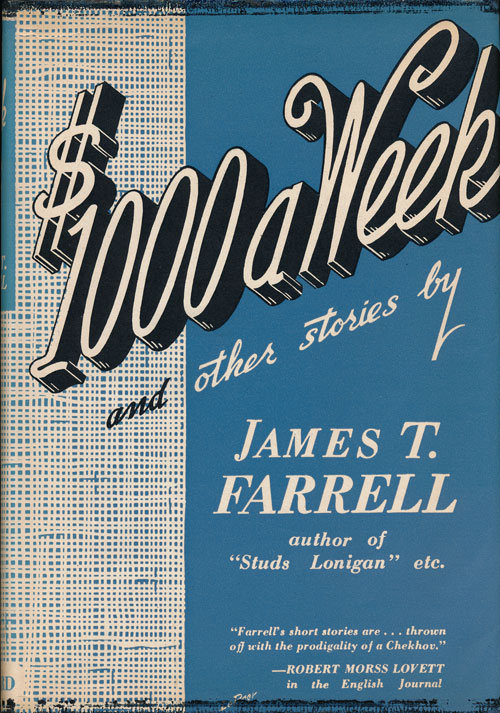 $1000 a Week
and other stories by
JAMES T.
FARRELL
author of
"Studs Lonigan" etc.
"Farrell's short stories are . . . thrown
off with the prodigality of a Chekhov."
—ROBERT MORSS LOVETT
in the English Journal